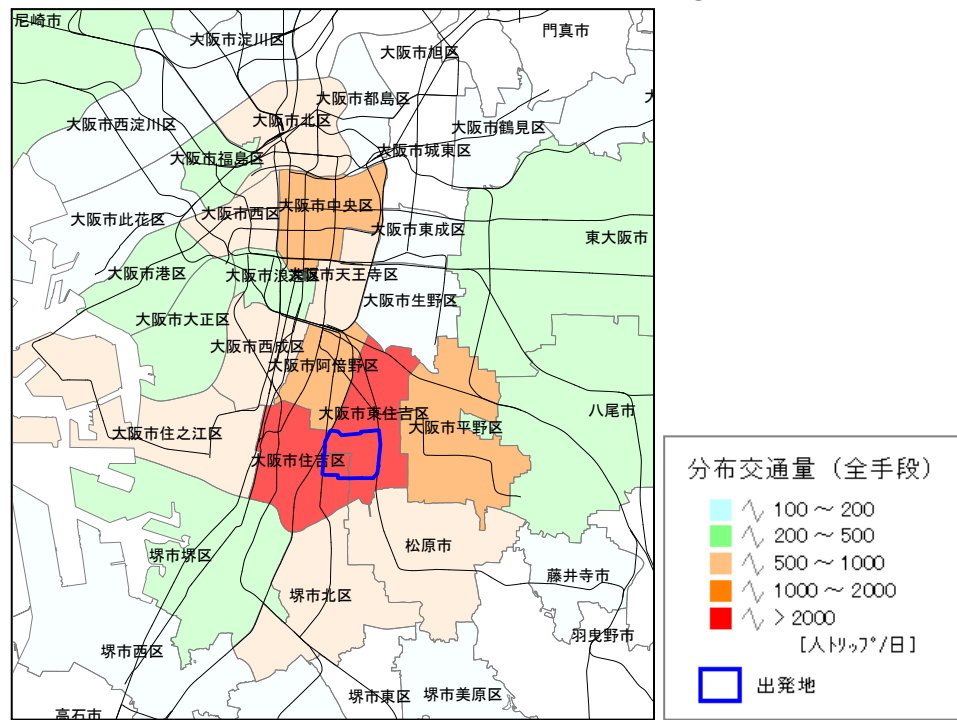 尼崎市
門真市
大阪市淀川区
大阪市旭区
大阪市都島区
大阪市北区
大阪市西淀川区
大阪市鶴見区
大阪市城東区
大阪市福島区
大阪市中央区
大阪市西区
大阪市此花区
大阪市東成区
東大阪市
大阪市港区
大阪市浪速区
大阪市天王寺区
大阪市生野区
大阪市大正区
大阪市西成区
大阪市阿倍野区
八尾市
大阪市東住吉区
大阪市平野区
大阪市住之江区
大阪市住吉区
松原市
堺市堺区
藤井寺市
堺市北区
羽曳野市
堺市西区
堺市東区
堺市美原区
高石市
分布交通量（全手段）
100 ～ 200
200 ～ 500
500 ～ 1000
1000 ～ 2000
> 2000
[人トリップ/日]
出発地